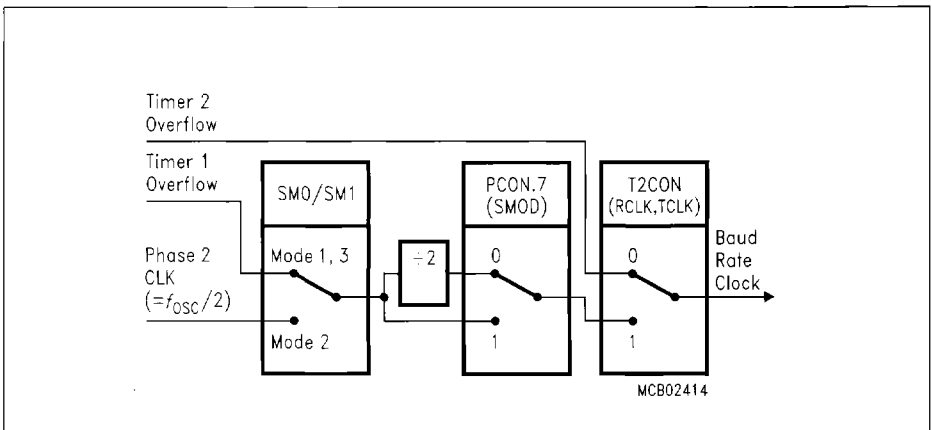 Timer 2
Overflow
Timer 1
Overflow
SM0/SM1
PCON.7
(SMOD)
T2CON
(RCLK,TCLK)
Phase 2
CLK
(=fOSC/2)
Mode 1, 3
Mode 2
÷2
0
1
0
1
Baud
Rate
Clock
MCB02414